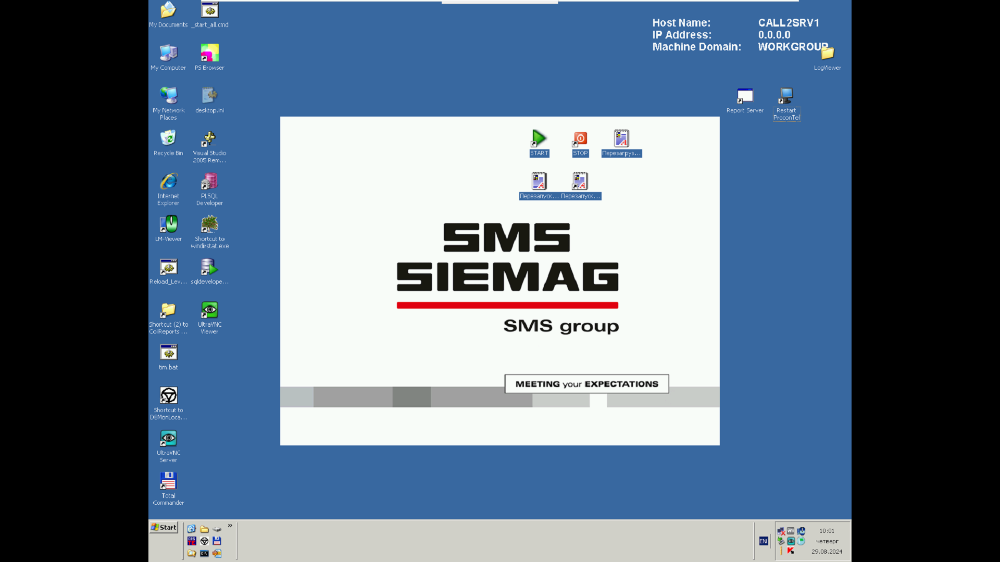 My Documents
_start_all.cmd
Host Name: CALL2SRV1
IP Address: 0.0.0.0
Machine Domain: WORKGROUP
My Computer
PS Browser
LogViewer
My Network
Places
desktop.ini
Report Server
Restart
ProconTel
Recycle Bin
Visual Studio
2005 Rem...
START
STOP
Перезагруз...
Internet
Explorer
PLSQL
Developer
Перезапуск...
Перезапуск...
LM-Viewer
Shortcut to
windirstat.exe
SMS
SIEMAG
Reload_Lev...
sqldevelope...
SMS group
Shortcut (2) to
CoilReports ...
UltraVNC
Viewer
tim.bat
MEETING your EXPECTATIONS
Shortcut to
DBMonLoca...
UltraVNC
Server
Total
Commander
Start
EN
10:01
четверг
29.08.2024